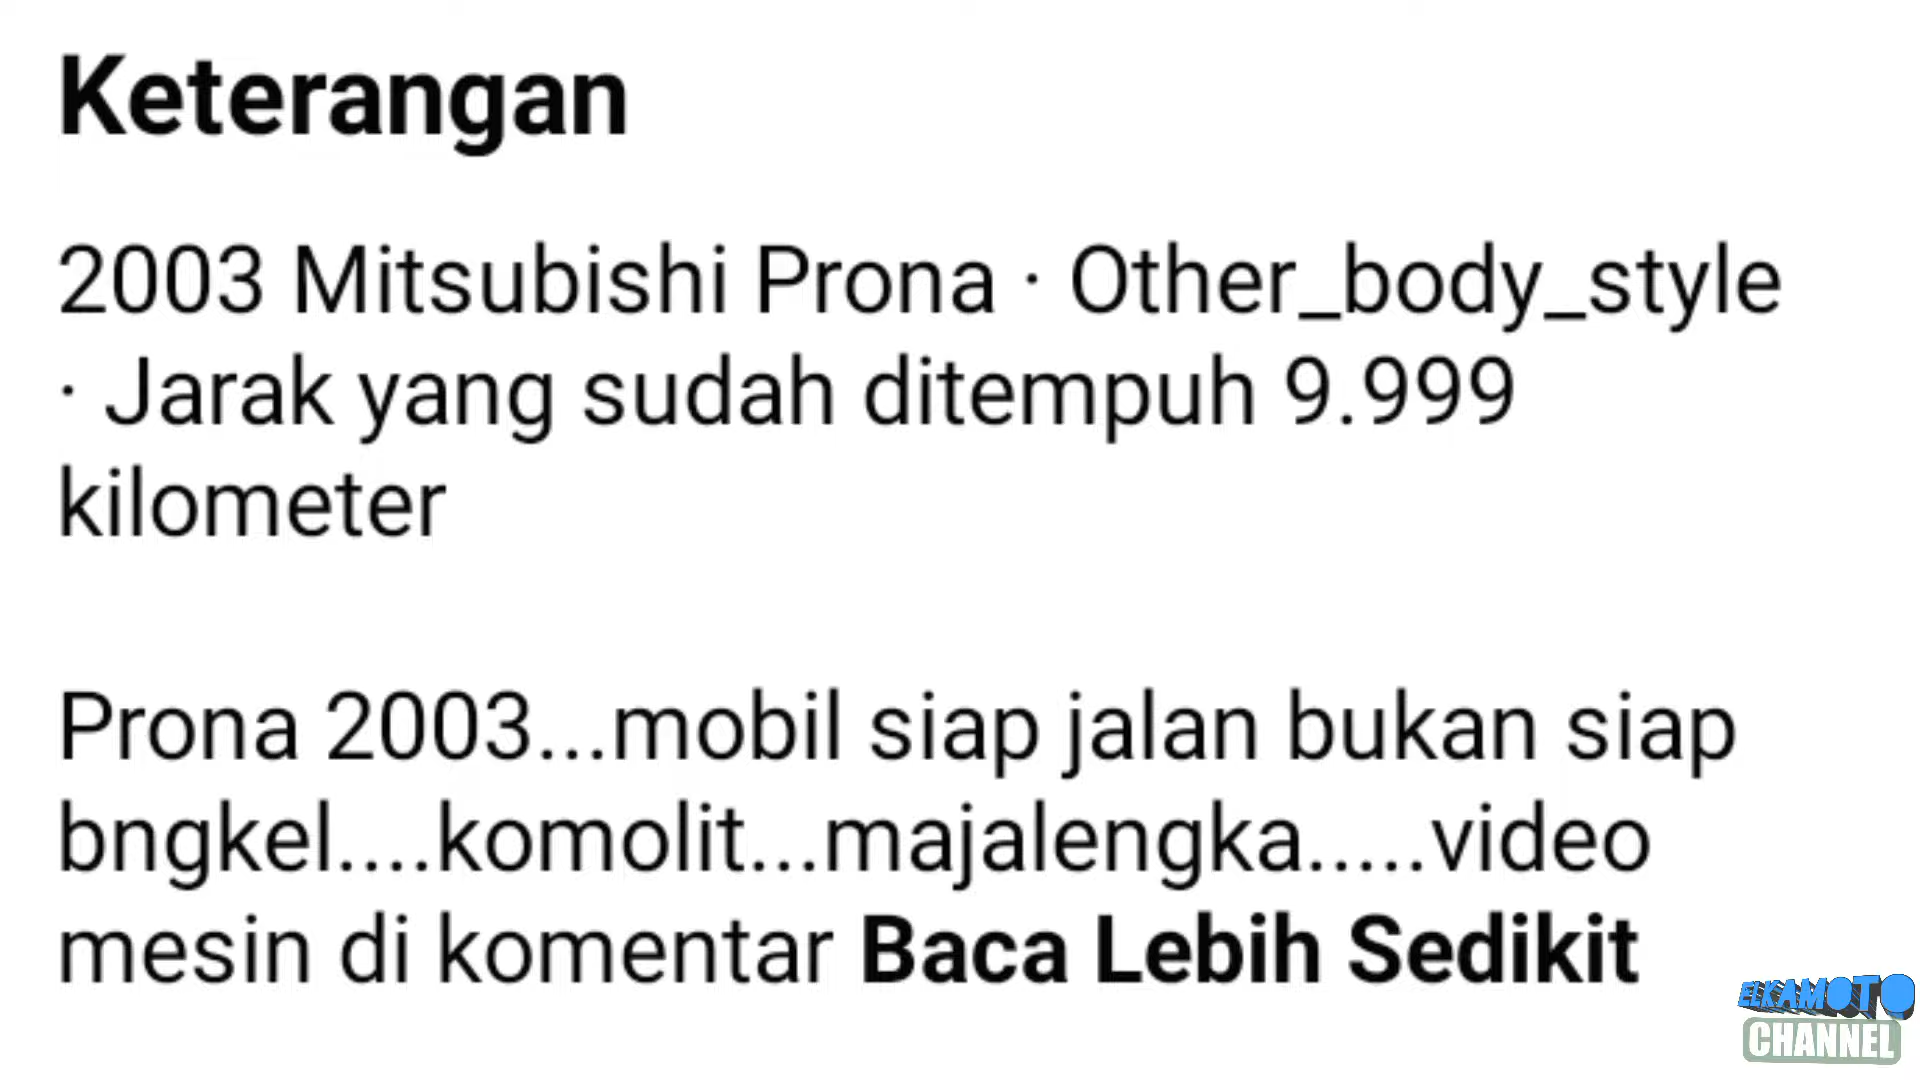 Keterangan
2003 Mitsubishi Prona · Other_body_style
· Jarak yang sudah ditempuh 9.999
kilometer
Prona 2003...mobil siap jalan bukan siap
bngkel....komolit...majalengka.....video
mesin di komentar Baca Lebih Sedikit
ELKAMOTO
CHANNEL